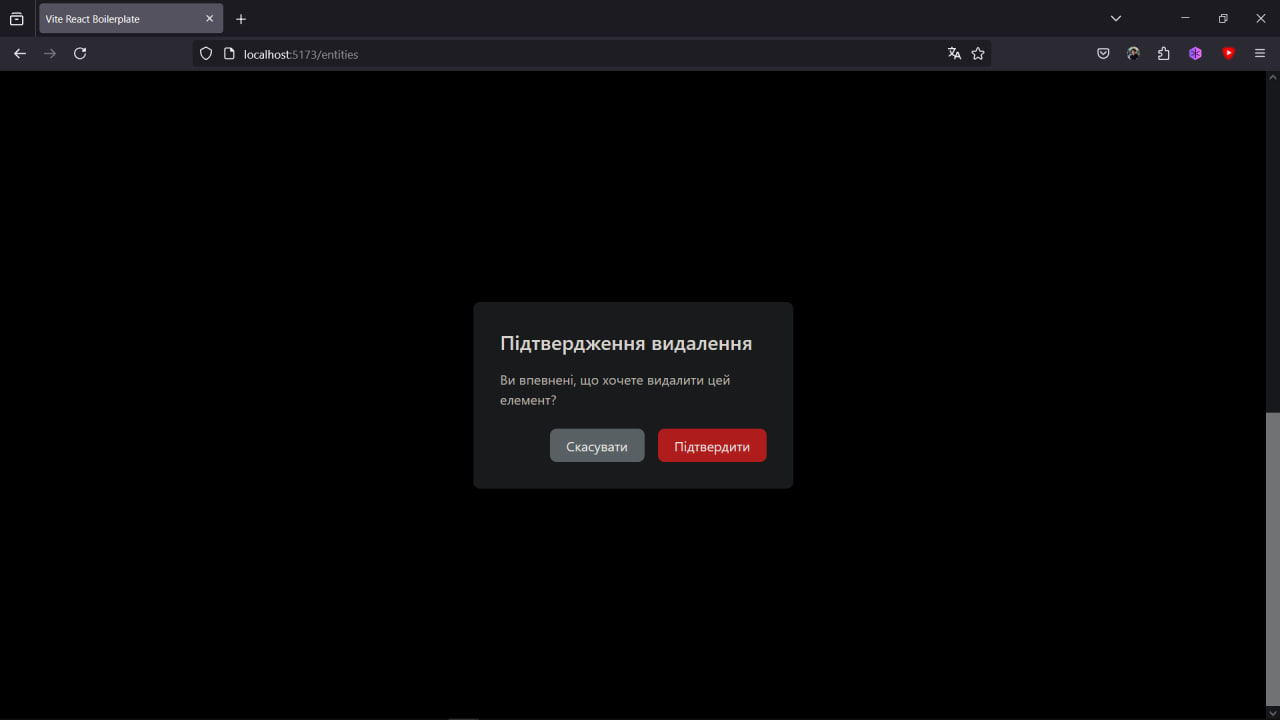 Vite React Boilerplate
localhost:5173/entities
Підтвердження видалення
Ви впевнені, що хочете видалити цей
елемент?
Скасувати
Підтвердити